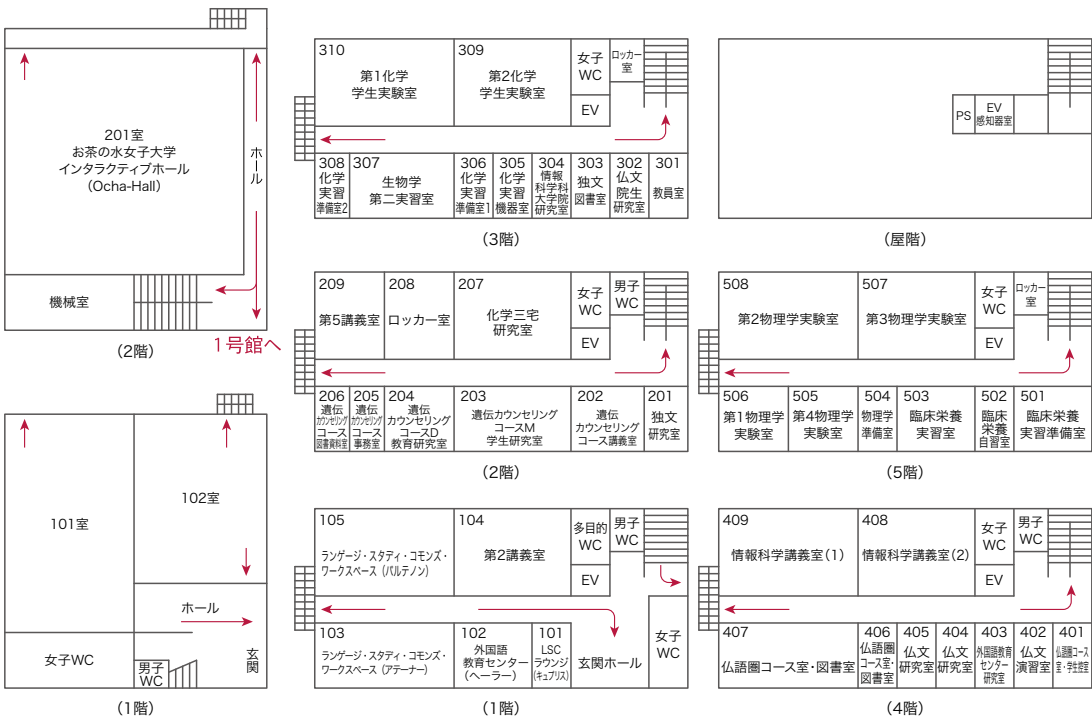 201室
お茶の水女子大学
インタラクティブホール
(Ocha-Hall)
ホール
機械室
1号館へ
(2階)
101室
102室
ホール
女子WC
男子
WC
玄関
(1階)
310
第1化学
学生実験室
309
第2化学
学生実験室
女子
WC
ロッカー
室
EV
308
化学
実習
準備室2
307
生物学
第二実習室
306
化学
実習
準備室1
305
化学
実習
機器室
304
情報
科学科
大学院
研究室
303
独文
図書室
302
仏文
院生
研究室
301
教員室
(3階)
PS
EV
感知器室
(屋階)
209
第5講義室
208
ロッカー室
207
化学三宅
研究室
女子
WC
男子
WC
EV
206
遺伝
カウンセリング
コース
図書資料室
205
遺伝
カウンセリング
コース
事務室
204
遺伝
カウンセリング
コースD
教育研究室
203
遺伝カウンセリング
コースM
学生研究室
202
遺伝
カウンセリング
コース講義室
201
独文
研究室
(2階)
508
第2物理学実験室
507
第3物理学実験室
女子
WC
ロッカー
室
EV
506
第1物理学
実験室
505
第4物理学
実験室
504
物理学
準備室
503
臨床栄養
実習室
502
臨床
栄養
自習室
501
臨床栄養
実習準備室
(5階)
105
ランゲージ・スタディ・コモンズ・
ワークスペース(パルテノン)
104
第2講義室
多目的
WC
男子
WC
EV
103
ランゲージ・スタディ・コモンズ・
ワークスペース(アテーナー)
102
外国語
教育センター
(ヘーラー)
101
LSC
ラウンジ
(キュプリス)
玄関ホール
女子
WC
(1階)
409
情報科学講義室(1)
408
情報科学講義室(2)
女子
WC
男子
WC
EV
407
仏語圏コース室・図書室
406
仏語圏
コース室・
図書室
405
仏文
研究室
404
仏文
研究室
403
外国語教育
センター
研究室
402
仏文
演習室
401
仏語圏コース
室・学生控室
(4階)